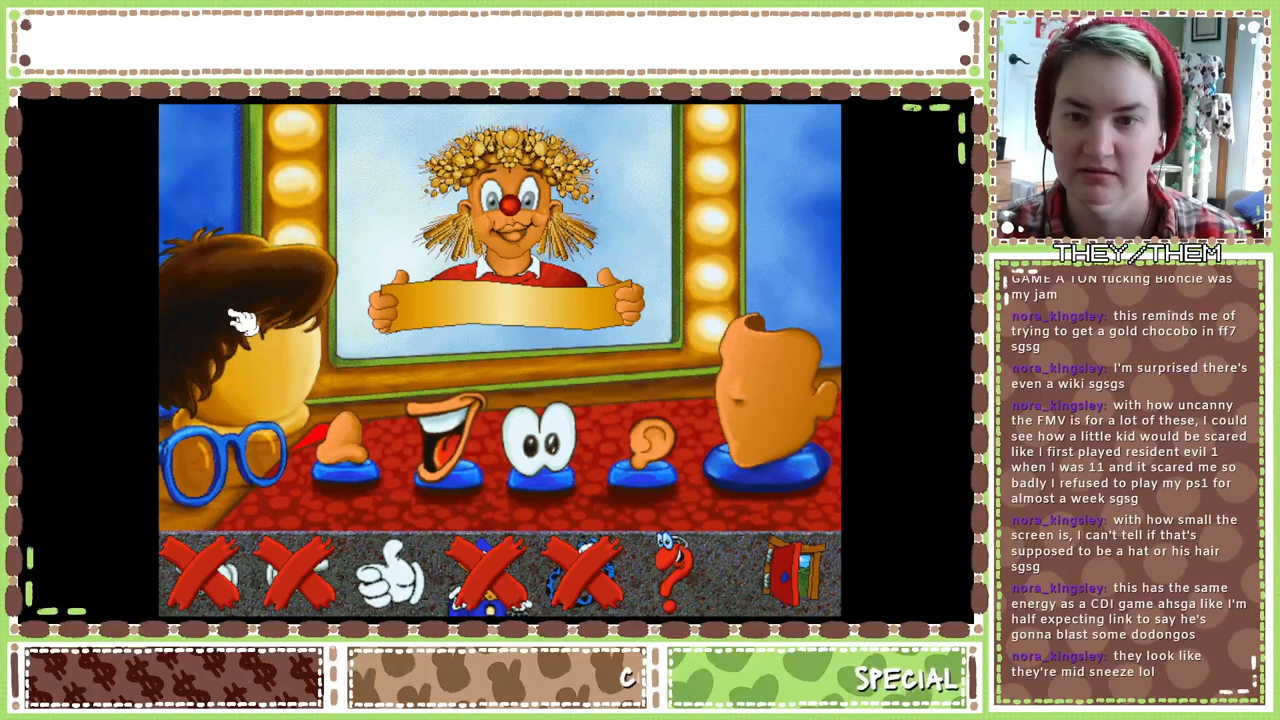 THEY/THEM
GAME A TON fucking Bioncle was
my jam
nora_kingsley: this reminds me of
trying to get a gold chocobo in ff7
sgsg
nora_kingsley: I'm surprised there's
even a wiki sgsgs
nora_kingsley: with how uncanny
the FMV is for a lot of these, I could
see how a little kid would be scared
like I first played resident evil 1
when I was 11 and it scared me so
badly I refused to play my ps1 for
almost a week sgsg
nora_kingsley: with how small the
screen is, I can't tell if that's
supposed to be a hat or his hair
sgsg
nora_kingsley: this has the same
energy as a CDI game ahsga like I'm
half expecting link to say he's
gonna blast some dodongos
nora_kingsley: they look like
they're mid sneeze lol
C
SPECIAL